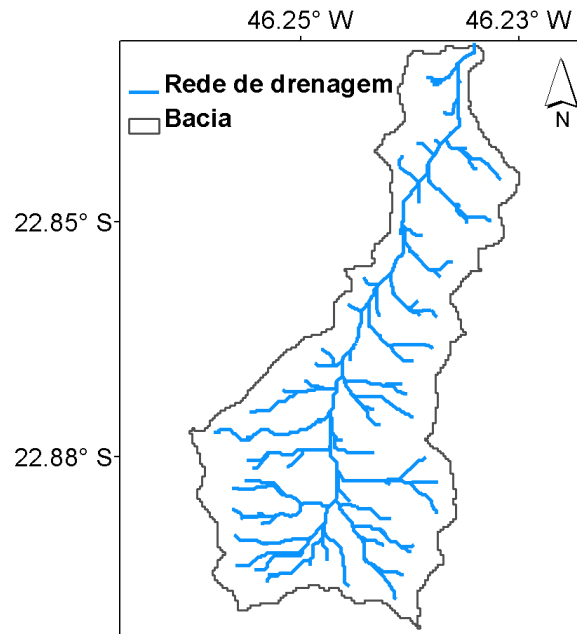 46.25° W 46.23° W
Rede de drenagem
Bacia
N
22.85° S
22.88° S